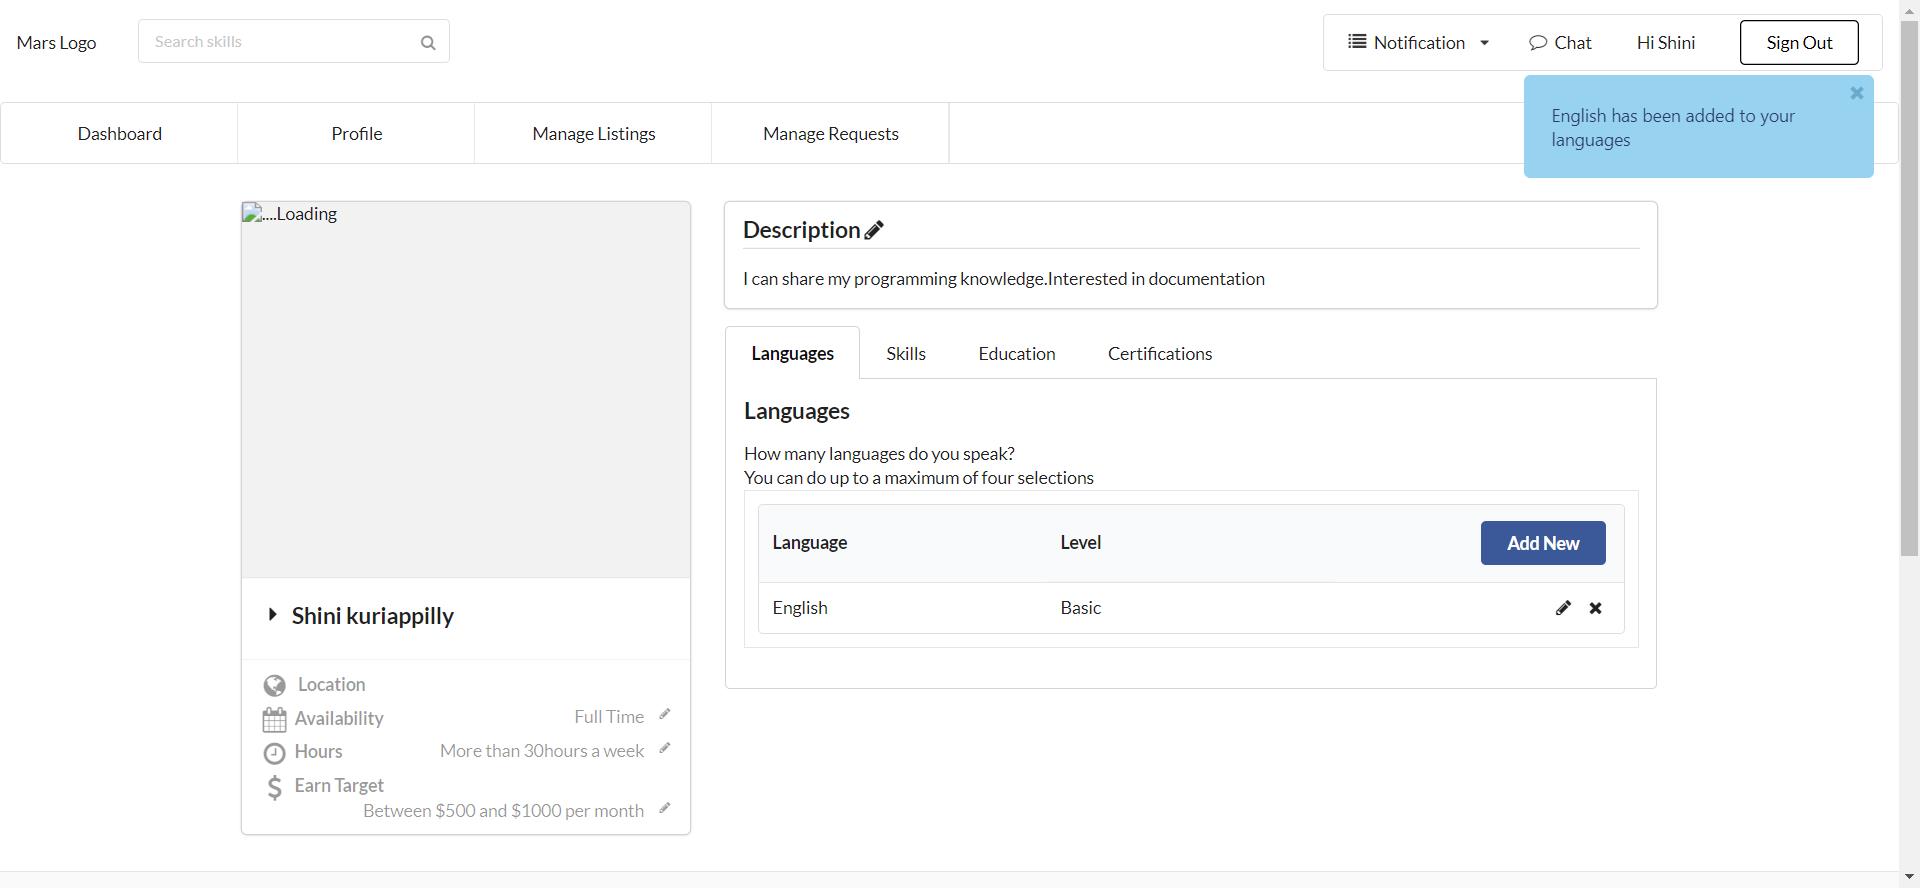 Mars Logo
Search skills
Notification
Chat
Hi Shini
Sign Out
English has been added to your
languages
Dashboard
Profile
Manage Listings
Manage Requests
....Loading
Shini kuriappilly
Location
Availability
Full Time
Hours
More than 30hours a week
Earn Target
Between $500 and $1000 per month
Description
I can share my programming knowledge.Interested in documentation
Languages
Skills
Education
Certifications
Languages
How many languages do you speak?
You can do up to a maximum of four selections
Language
Level
Add New
English
Basic